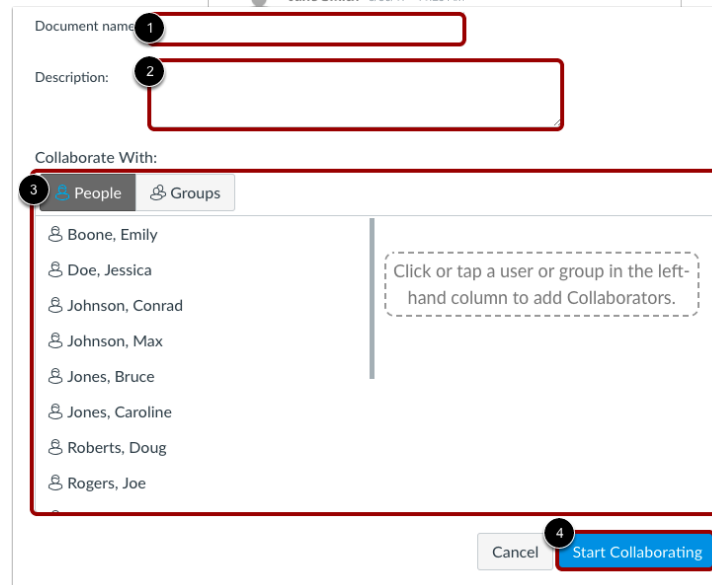 Document name
1
2
Description:
Collaborate With:
3
People
Groups
Boone, Emily
Doe, Jessica
Johnson, Conrad
Johnson, Max
Jones, Bruce
Jones, Caroline
Roberts, Doug
Rogers, Joe
Click or tap a user or group in the left-
hand column to add Collaborators.
Cancel
4
Start Collaborating